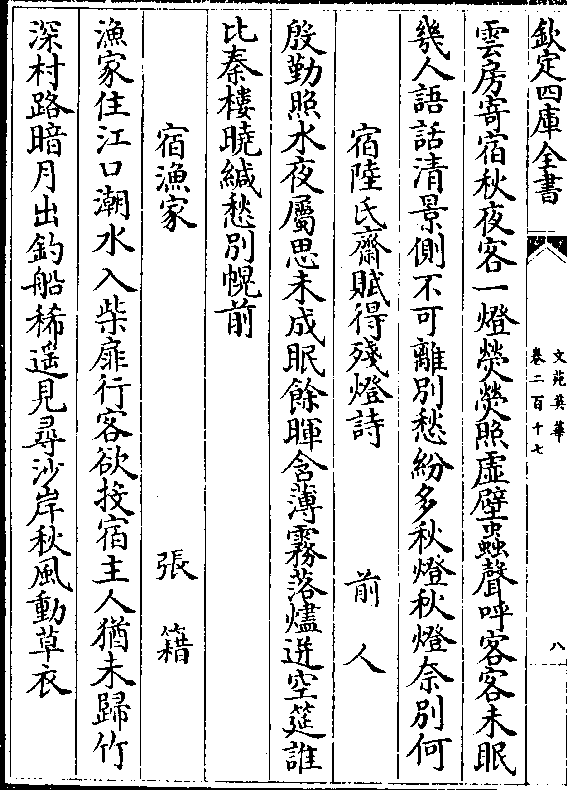 欽定四庫全書
文苑英華
卷二百十七
八
雲房寄宿秋夜客一燈熒熒照虛壁蟲聲呼客客未眠
幾人語話清景側不可離別愁紛多秋燈秋燈奈別何
宿陸氏齋賦得殘燈詩 前人
殷勤照水夜屬思未成眠餘暉含薄霧落燼迸空筵誰
比秦樓曉緘愁別幌前
宿漁家 張籍
漁家住江口潮水入柴扉行客欲投宿主人猶未歸竹
深村路暗月出釣船稀遥見尋沙岸秋風動草衣